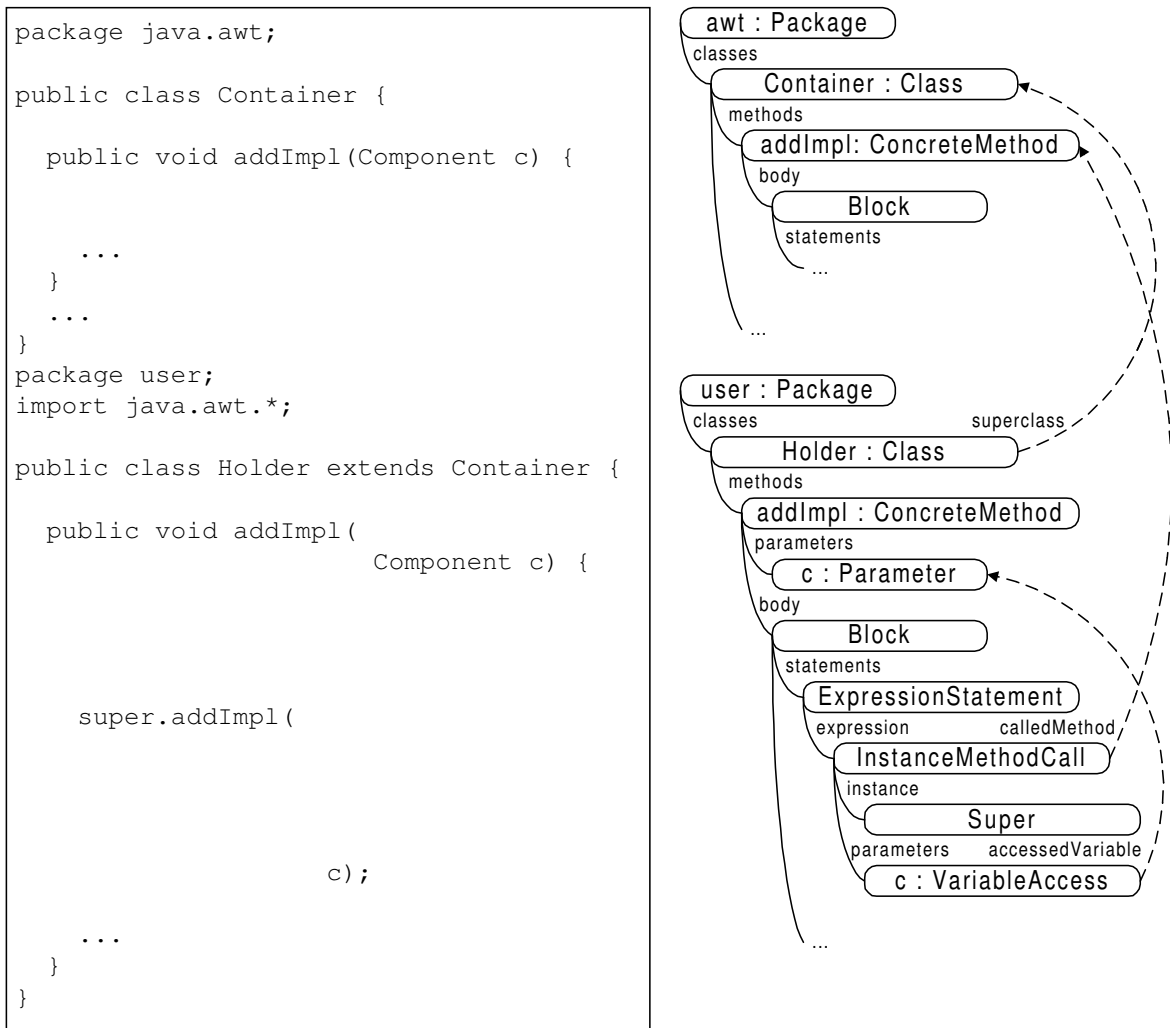 package java.awt;
public class Container {
public void addImpl(Component c) {
...
}
...
}
package user;
import java.awt.*;
public class Holder extends Container {
public void addImpl(
Component c) {
super.addImpl(
c);
...
}
}
awt : Package
classes
Container : Class
methods
addImpl: ConcreteMethod
body
Block
statements
...
...
user : Package
classes superclass
Holder : Class
methods
addImpl : ConcreteMethod
parameters
c : Parameter
body
Block
statements
ExpressionStatement
expression calledMethod
InstanceMethodCall
instance
Super
parameters accessedVariable
c : VariableAccess
...